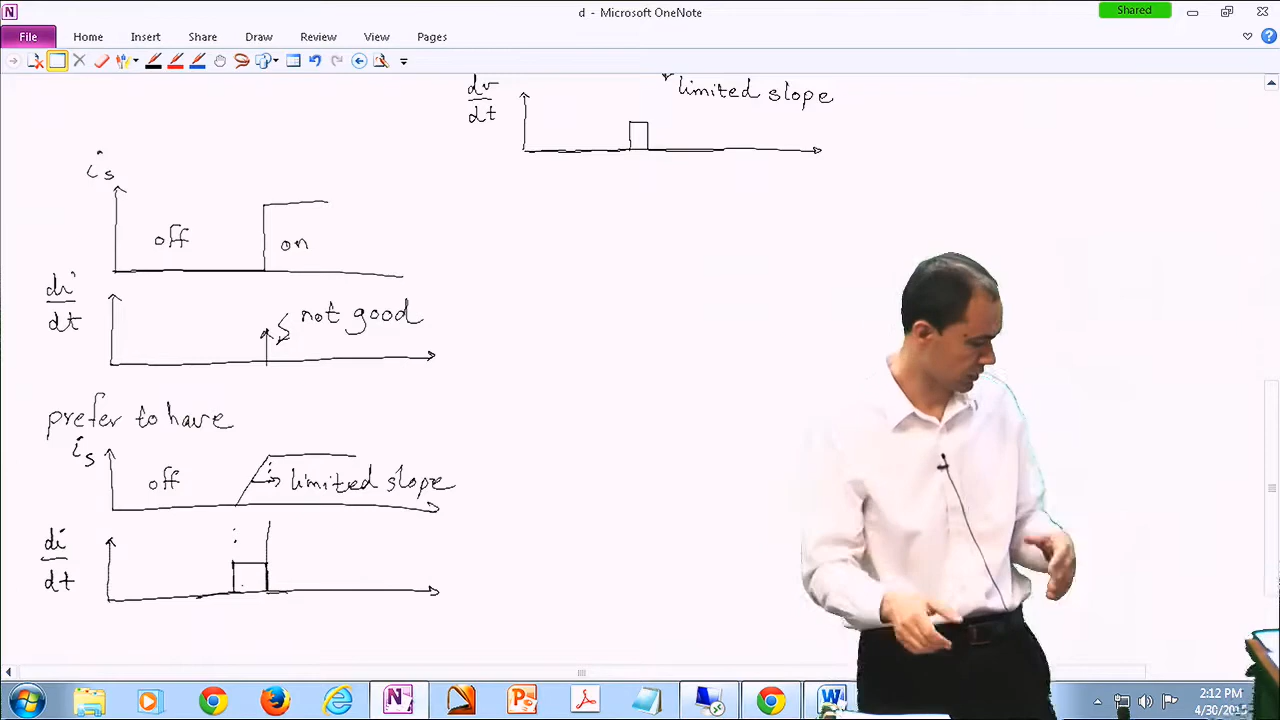 d - Microsoft OneNote
Shared
File Home Insert Share Draw Review View Pages
dv
dt
limited slope
is
off
on
di
dt
not good
prefer to have
is
off
limited slope
di
dt
2:12 PM